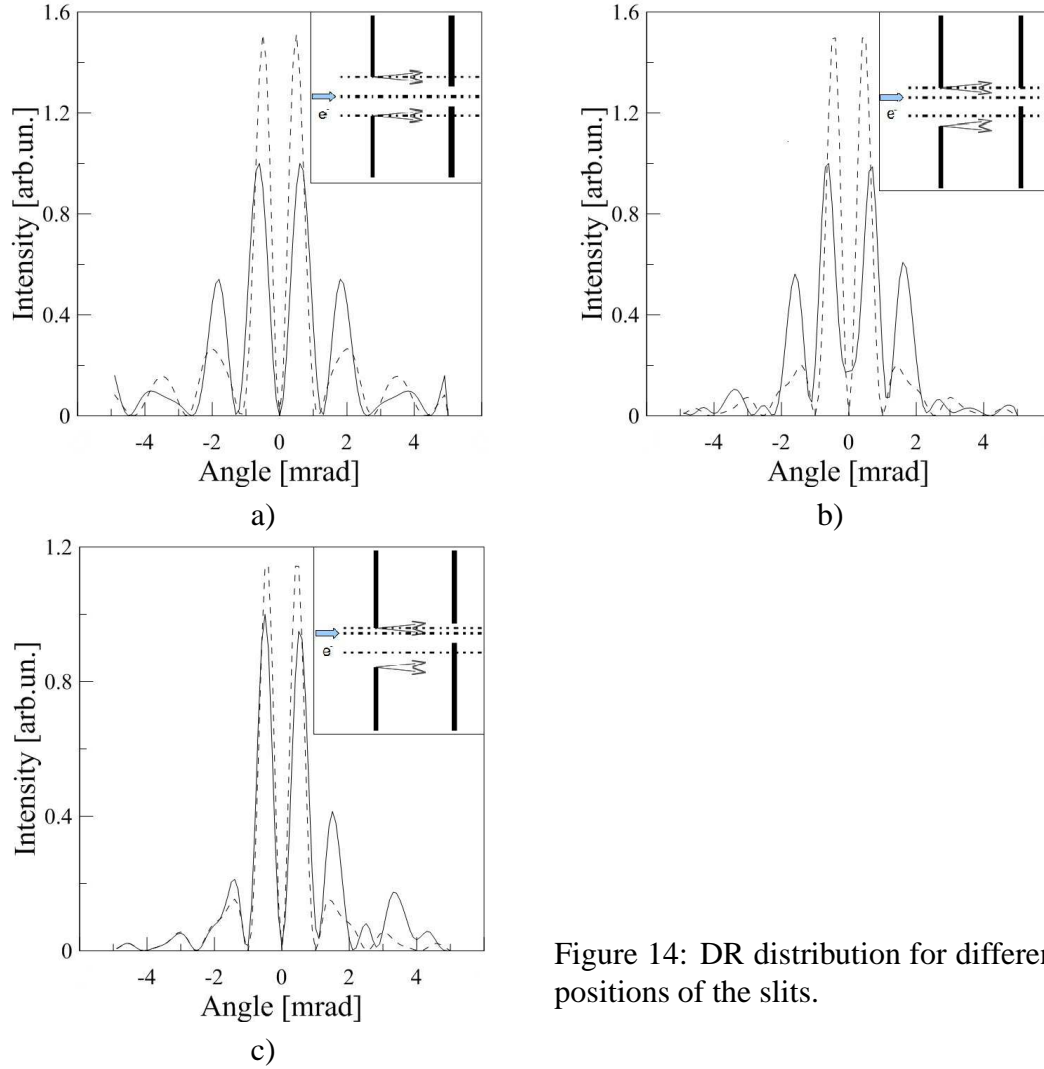 1.6
1.2
0.8
0.4
0
Intensity [arb.un.]
e-
-4 -2 0 2 4
Angle [mrad]
a)
1.6
1.2
0.8
0.4
0
Intensity [arb.un.]
e-
-4 -2 0 2 4
Angle [mrad]
b)
1.2
0.8
0.4
0
Intensity [arb.un.]
e-
-4 -2 0 2 4
Angle [mrad]
c)
Figure 14: DR distribution for differen
positions of the slits.